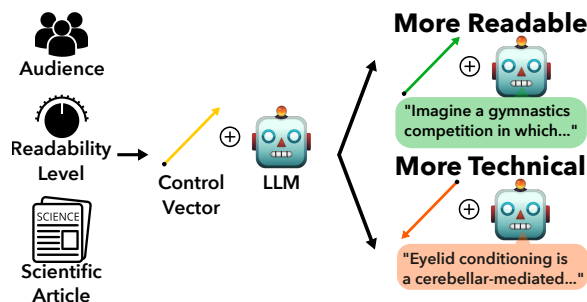 Audience
Readability
Level
SCIENCE
Scientific
Article
Control
Vector
LLM
More Readable
"Imagine a gymnastics
competition in which..."
More Technical
"Eyelid conditioning is
a cerebellar-mediated..."